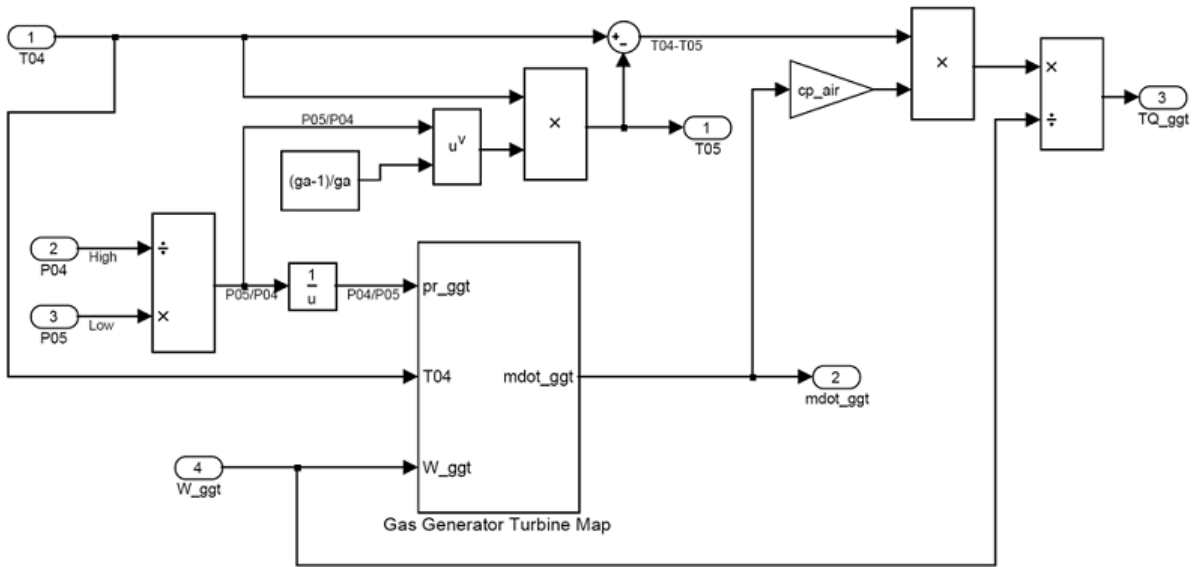 1
T04
+
−
T04-T05
×
cp_air
×
÷
3
TQ_ggt
P05/P04
u^v
×
1
T05
(ga-1)/ga
2
P04
High
÷
3
P05
Low
×
P05/P04
1
u
P04/P05
pr_ggt
T04
mdot_ggt
2
mdot_ggt
W_ggt
4
W_ggt
Gas Generator Turbine Map